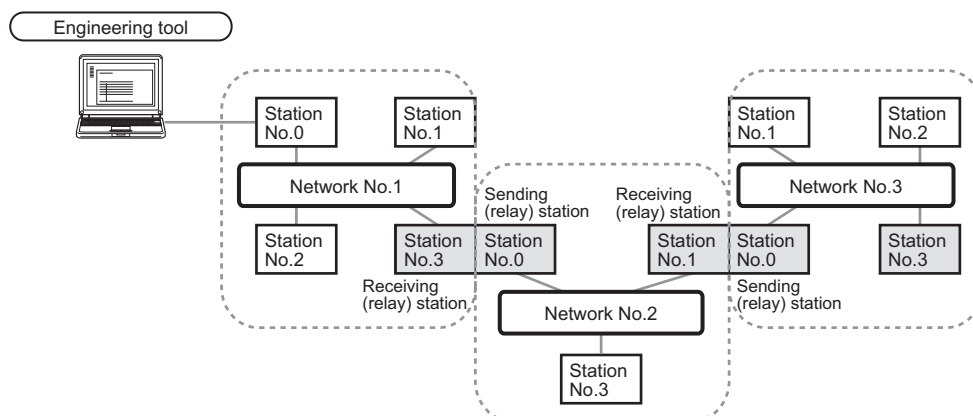 Engineering tool
Station
No.0
Station
No.1
Network No.1
Station
No.2
Station
No.3
Receiving
(relay) station
Sending
(relay) station
Station
No.0
Network No.2
Station
No.3
Receiving
(relay) station
Station
No.1
Station
No.0
Sending
(relay) station
Station
No.1
Station
No.2
Network No.3
Station
No.3